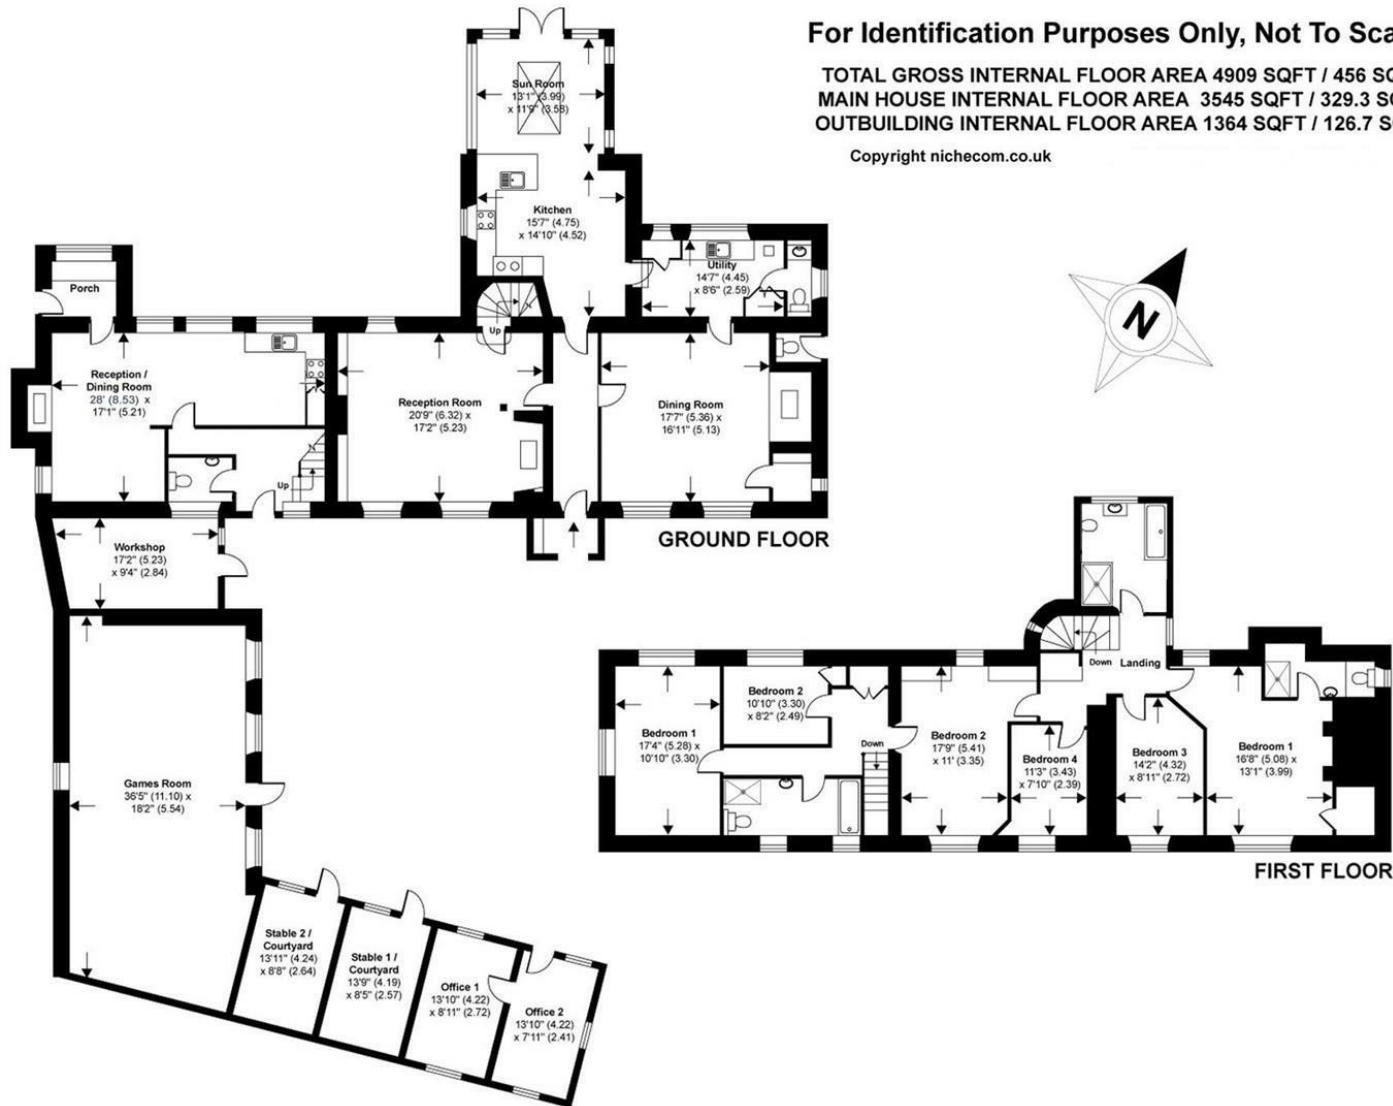 For Identification Purposes Only, Not To Sca
TOTAL GROSS INTERNAL FLOOR AREA 4909 SQFT / 456 SQ
MAIN HOUSE INTERNAL FLOOR AREA 3545 SQFT / 329.3 SQ
OUTBUILDING INTERNAL FLOOR AREA 1364 SQFT / 126.7 SQ
Copyright nichecom.co.uk
Sun Room
13'1" (3.99)
x 11'9" (3.58)
Kitchen
15'7" (4.75)
x 14'10" (4.52)
Utility
14'7" (4.45)
x 8'6" (2.59)
Porch
Up
N
Reception /
Dining Room
28' (8.53) x
17'1" (5.21)
Reception Room
20'9" (6.32) x
17'2" (5.23)
Dining Room
17'7" (5.36) x
16'11" (5.13)
Up
GROUND FLOOR
Workshop
17'2" (5.23)
x 9'4" (2.84)
Games Room
36'5" (11.10) x
18'2" (5.54)
Stable 2 /
Courtyard
13'11" (4.24)
x 8'8" (2.64)
Stable 1 /
Courtyard
13'9" (4.19)
x 8'5" (2.57)
Office 1
13'10" (4.22)
x 8'11" (2.72)
Office 2
13'10" (4.22)
x 7'11" (2.41)
Down
Landing
Bedroom 1
17'4" (5.28) x
10'10" (3.30)
Bedroom 2
10'10" (3.30)
x 8'2" (2.49)
Down
Bedroom 2
17'9" (5.41)
x 11' (3.35)
Bedroom 4
11'3" (3.43)
x 7'10" (2.39)
Bedroom 3
14'2" (4.32)
x 8'11" (2.72)
Bedroom 1
16'8" (5.08) x
13'1" (3.99)
FIRST FLOOR